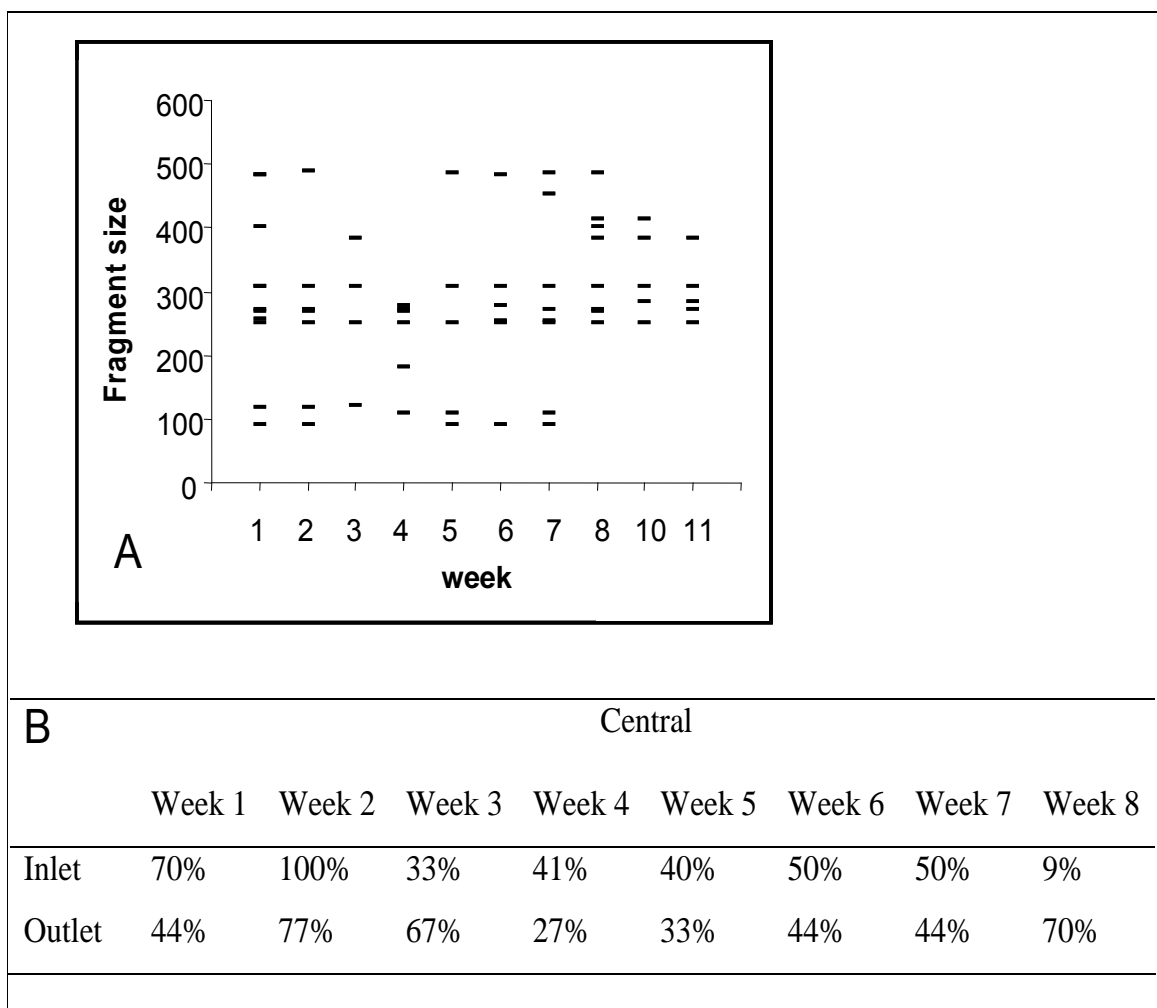 600
500
400
300
200
100
0
Fragment size
1 2 3 4 5 6 7 8 10 11
A
week
B
Central
Week 1 Week 2 Week 3 Week 4 Week 5 Week 6 Week 7 Week 8
Inlet 70% 100% 33% 41% 40% 50% 50% 9%
Outlet 44% 77% 67% 27% 33% 44% 44% 70%